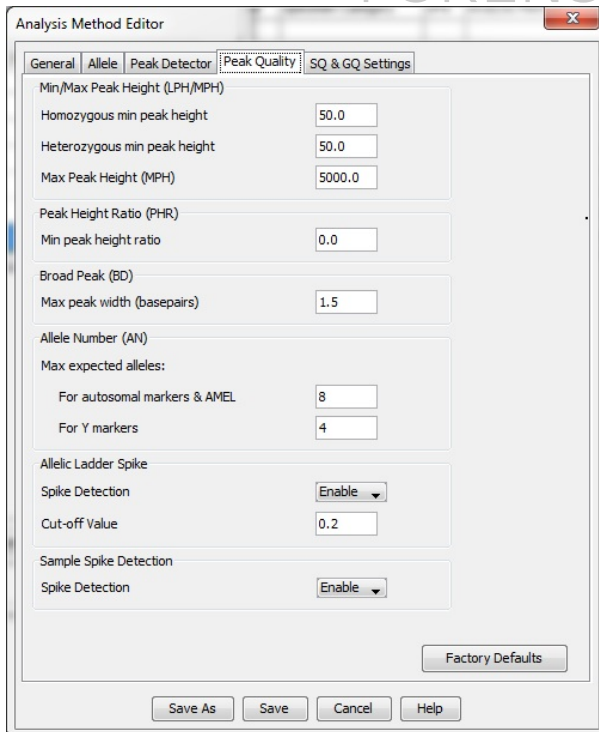 Analysis Method Editor
General Allele Peak Detector Peak Quality SQ & GQ Settings
Min/Max Peak Height (LPH/MPH)
Homozygous min peak height 50.0
Heterozygous min peak height 50.0
Max Peak Height (MPH) 5000.0
Peak Height Ratio (PHR)
Min peak height ratio 0.0
Broad Peak (BD)
Max peak width (basepairs) 1.5
Allele Number (AN)
Max expected alleles:
For autosomal markers & AMEL 8
For Y markers 4
Allelic Ladder Spike
Spike Detection Enable
Cut-off Value 0.2
Sample Spike Detection
Spike Detection Enable
Factory Defaults
Save As Save Cancel Help